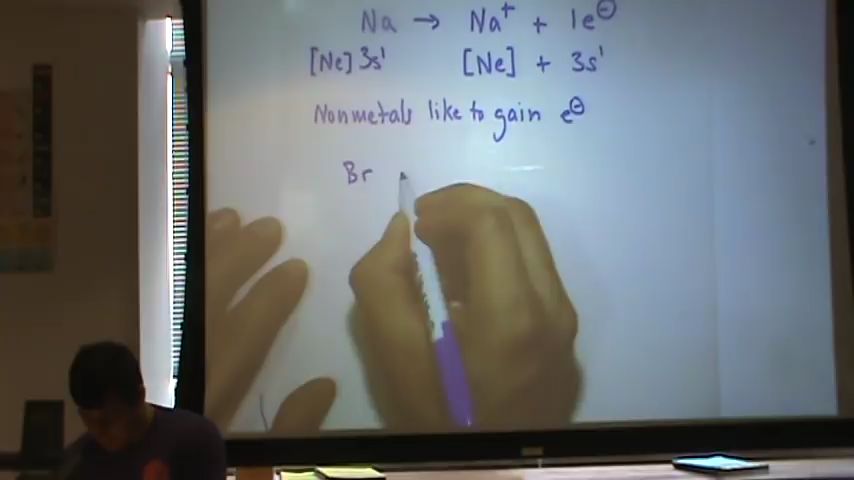 Na → Na⁺ + 1e⊖
[Ne]3s¹ [Ne] + 3s¹
Nonmetals like to gain e⊖
Br